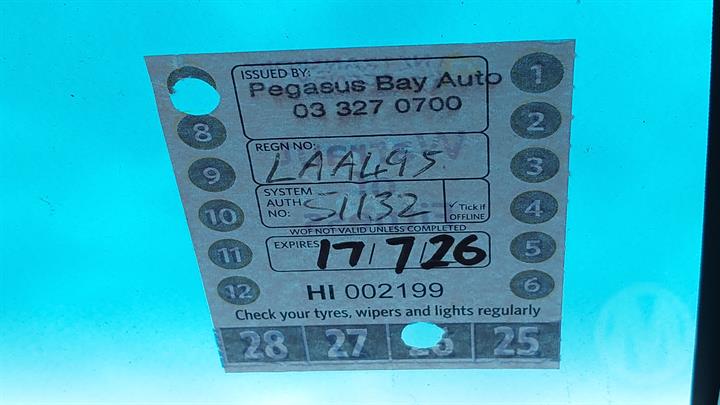 ISSUED BY:
Pegasus Bay Auto
03 327 0700
REGN NO:
LAA495
SYSTEM
AUTH
NO: S1132
✓ Tick if
OFFLINE
WOF NOT VALID UNLESS COMPLETED
EXPIRES 17/7/26
HI 002199
Check your tyres, wipers and lights regularly
8
9
10
11
12
1
2
3
4
5
6
28 27 26 25